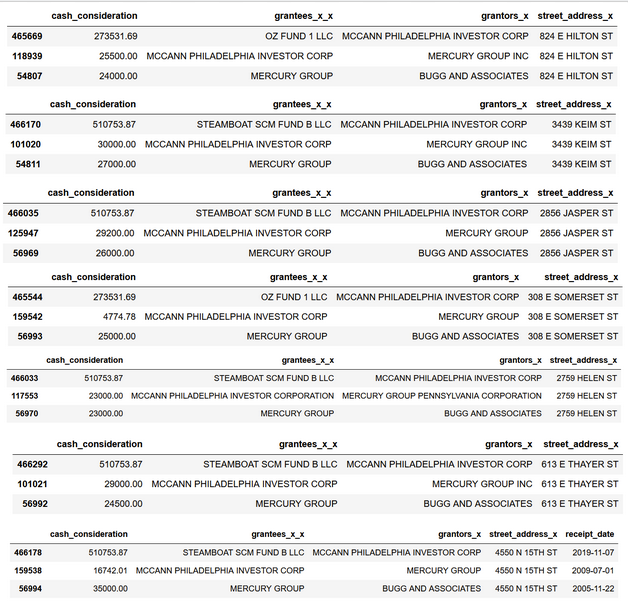 cash_consideration grantees_x_x grantors_x street_address_x
465669 273531.69 OZ FUND 1 LLC MCCANN PHILADELPHIA INVESTOR CORP 824 E HILTON ST
118939 25500.00 MCCANN PHILADELPHIA INVESTOR CORP MERCURY GROUP INC 824 E HILTON ST
54807 24000.00 MERCURY GROUP BUGG AND ASSOCIATES 824 E HILTON ST
cash_consideration grantees_x_x grantors_x street_address_x
466170 510753.87 STEAMBOAT SCM FUND B LLC MCCANN PHILADELPHIA INVESTOR CORP 3439 KEIM ST
101020 30000.00 MCCANN PHILADELPHIA INVESTOR CORP MERCURY GROUP INC 3439 KEIM ST
54811 27000.00 MERCURY GROUP BUGG AND ASSOCIATES 3439 KEIM ST
cash_consideration grantees_x_x grantors_x street_address_x
466035 510753.87 STEAMBOAT SCM FUND B LLC MCCANN PHILADELPHIA INVESTOR CORP 2856 JASPER ST
125947 29200.00 MCCANN PHILADELPHIA INVESTOR CORP MERCURY GROUP 2856 JASPER ST
56969 26000.00 MERCURY GROUP BUGG AND ASSOCIATES 2856 JASPER ST
cash_consideration grantees_x_x grantors_x street_address_x
465544 273531.69 OZ FUND 1 LLC MCCANN PHILADELPHIA INVESTOR CORP 308 E SOMERSET ST
159542 4774.78 MCCANN PHILADELPHIA INVESTOR CORP MERCURY GROUP 308 E SOMERSET ST
56993 25000.00 MERCURY GROUP BUGG AND ASSOCIATES 308 E SOMERSET ST
cash_consideration grantees_x_x grantors_x street_address_x
466033 510753.87 STEAMBOAT SCM FUND B LLC MCCANN PHILADELPHIA INVESTOR CORP 2759 HELEN ST
117553 23000.00 MCCANN PHILADELPHIA INVESTOR CORPORATION MERCURY GROUP PENNSYLVANIA CORPORATION 2759 HELEN ST
56970 23000.00 MERCURY GROUP BUGG AND ASSOCIATES 2759 HELEN ST
cash_consideration grantees_x_x grantors_x street_address_x
466292 510753.87 STEAMBOAT SCM FUND B LLC MCCANN PHILADELPHIA INVESTOR CORP 613 E THAYER ST
101021 29000.00 MCCANN PHILADELPHIA INVESTOR CORP MERCURY GROUP INC 613 E THAYER ST
56992 24500.00 MERCURY GROUP BUGG AND ASSOCIATES 613 E THAYER ST
cash_consideration grantees_x_x grantors_x street_address_x receipt_date
466178 510753.87 STEAMBOAT SCM FUND B LLC MCCANN PHILADELPHIA INVESTOR CORP 4550 N 15TH ST 2019-11-07
159538 16742.01 MCCANN PHILADELPHIA INVESTOR CORP MERCURY GROUP 4550 N 15TH ST 2009-07-01
56994 35000.00 MERCURY GROUP BUGG AND ASSOCIATES 4550 N 15TH ST 2005-11-22